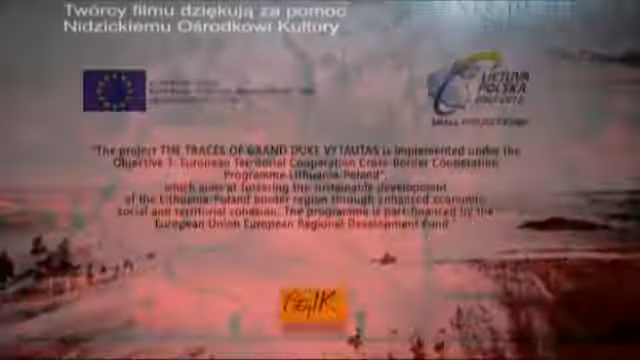 Twórcy filmu dziękują za pomoc
Nidzickiemu Ośrodkowi Kultury
LIETUVA
POLSKA
"The project THE TRACES OF GRAND DUKE VYTAUTAS is implemented under the
Objective 3: European Territorial Cooperation Cross-Border Cooperation
Programme Lithuania-Poland",
which aims at fostering the sustainable development
of the Lithuania-Poland border region through enhanced economic,
social and territorial cohesion. The programme is part-financed by the
European Union European Regional Development Fund